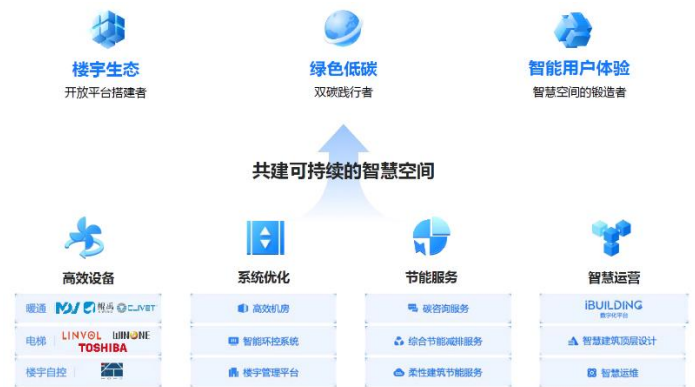 楼宇生态
绿色低碳
智能用户体验
开放平台搭建者
双碳践行者
智慧空间的锻造者
共建可持续的智慧空间
高效设备
系统优化
节能服务
智慧运营
暖通
高效机房
碳咨询服务
iBUILDING
数字化平台
电梯
LINVOL WINONE
TOSHIBA
智能环控系统
综合节能减排服务
智慧建筑顶层设计
楼宇自控
楼宇管理平台
柔性建筑节能服务
智慧运维